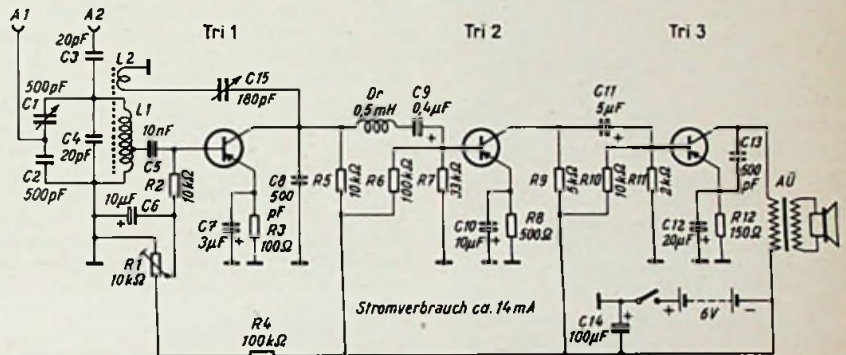 A1 A2
Tri 1 Tri 2 Tri 3
20pF
C3
L2
C15
180pF
500pF
C1
L1
C4
20pF
10nF
C5
C2
500pF
R2
10kΩ
10µF
C6
R1
10kΩ
C7
3µF
R3
100Ω
C8
500
pF
R4
100kΩ
Dr
0,5mH
C9
0,4µF
R5
10kΩ
R6
100kΩ
R7
33kΩ
C10
10µF
R8
500Ω
C11
5µF
R9
5kΩ
R10
10kΩ
R11
2kΩ
C12
20µF
R12
150Ω
C13
500
pF
AÜ
Stromverbrauch ca. 14mA
C14
100µF
+ 6V -